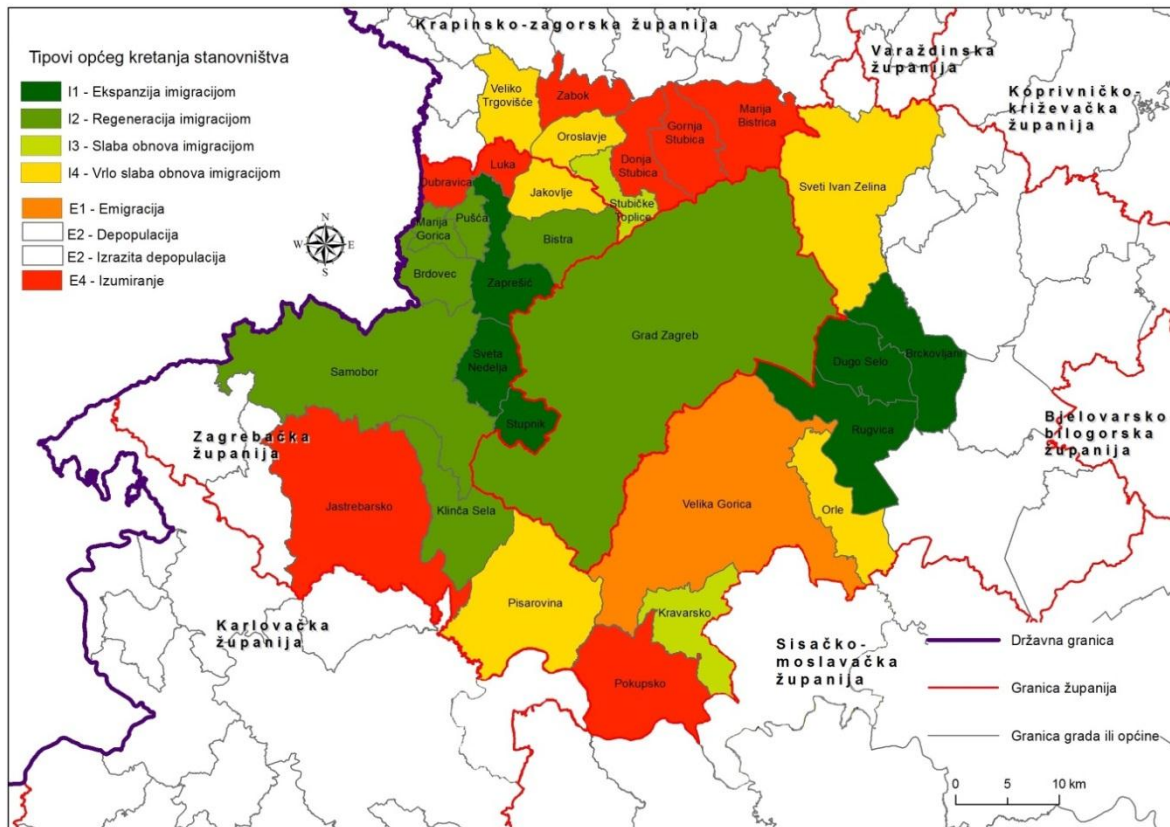 Krapinsko-zagorska županija
Varaždinska
županija
Koprivničko-
križevačka
županija
Tipovi općeg kretanja stanovništva
I1 - Ekspanzija imigracijom
I2 - Regeneracija imigracijom
I3 - Slaba obnova imigracijom
I4 - Vrlo slaba obnova imigracijom
E1 - Emigracija
E2 - Depopulacija
E2 - Izrazita depopulacija
E4 - Izumiranje
N
W E
S
Veliko
Trgovišće
Zabok
Oroslavje
Marija
Bistrica
Gornja
Stubica
Donja
Stubica
Luka
Dubravica
Jakovlje
Stubičke
Toplice
Sveti Ivan Zelina
Pušća
Marija
Gorica
Bistra
Brdovec
Zaprešić
Grad Zagreb
Sveta
Nedelja
Samobor
Dugo Selo
Brckovljani
Stupnik
Rugvica
Zagrebačka
županija
Bjelovarsko
bilogorska
županija
Jastrebarsko
Klinča Sela
Velika Gorica
Orle
Pisarovina
Kravarsko
Karlovačka
županija
Pokupsko
Sisačko-
moslavačka
županija
Državna granica
Granica županija
Granica grada ili općine
0 5 10 km